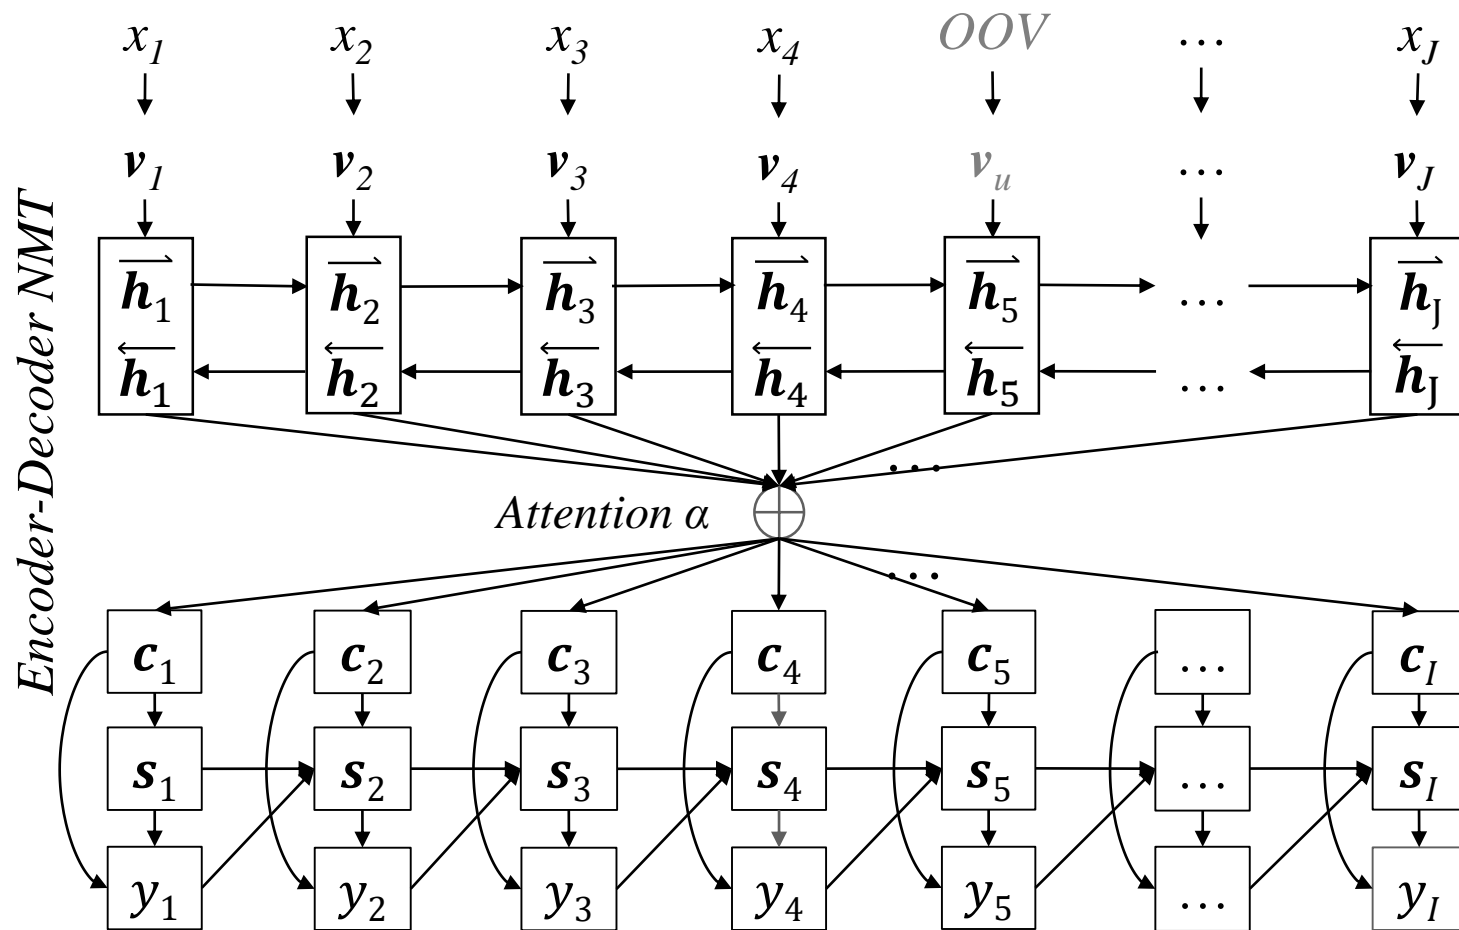 x1 x2 x3 x4 OOV ... xJ
v1 v2 v3 v4 vu ... vJ
Encoder-Decoder NMT
h1 h2 h3 h4 h5 ... hJ
h1 h2 h3 h4 h5 ... hJ
...
Attention α
...
c1 c2 c3 c4 c5 ... cI
s1 s2 s3 s4 s5 ... sI
y1 y2 y3 y4 y5 ... yI